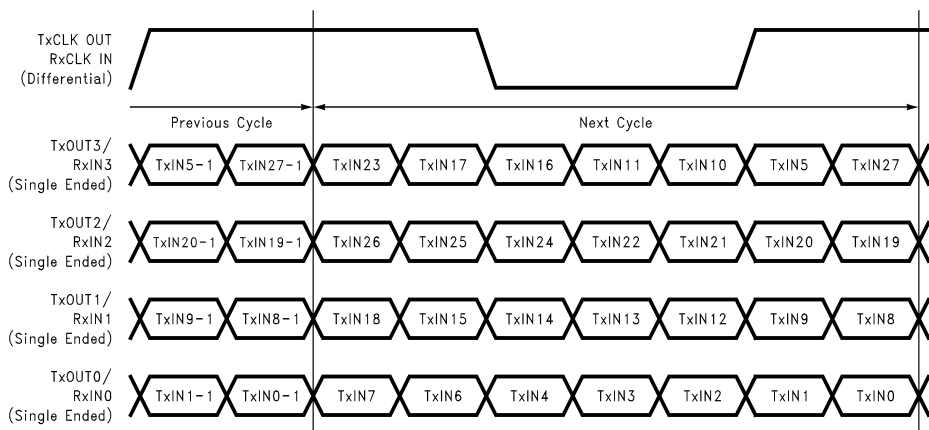 TxCLK OUT
RxCLK IN
(Differential)
Previous Cycle Next Cycle
TxOUT3/
RxIN3
(Single Ended)
TxIN5-1 TxIN27-1 TxIN23 TxIN17 TxIN16 TxIN11 TxIN10 TxIN5 TxIN27
TxOUT2/
RxIN2
(Single Ended)
TxIN20-1 TxIN19-1 TxIN26 TxIN25 TxIN24 TxIN22 TxIN21 TxIN20 TxIN19
TxOUT1/
RxIN1
(Single Ended)
TxIN9-1 TxIN8-1 TxIN18 TxIN15 TxIN14 TxIN13 TxIN12 TxIN9 TxIN8
TxOUT0/
RxIN0
(Single Ended)
TxIN1-1 TxIN0-1 TxIN7 TxIN6 TxIN4 TxIN3 TxIN2 TxIN1 TxIN0